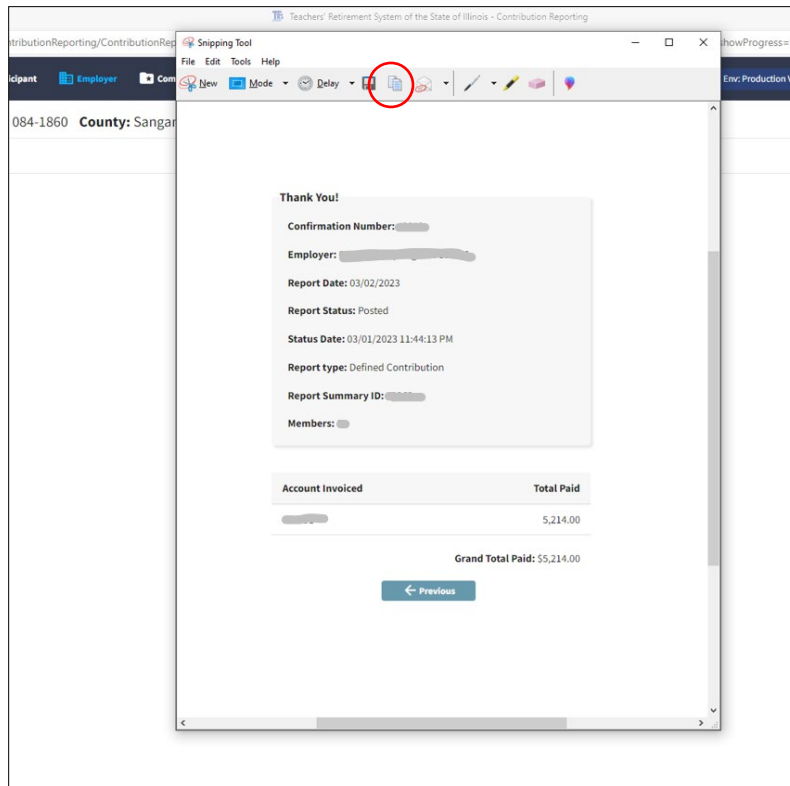 Teachers' Retirement System of the State of Illinois - Contribution Reporting
ntributionReporting/ContributionRep
Snipping Tool
howProgress=
File Edit Tools Help
icipant Employer Com
New Mode Delay
Env: Production V
084-1860 County: Sangar
Thank You!
Confirmation Number:
Employer:
Report Date: 03/02/2023
Report Status: Posted
Status Date: 03/01/2023 11:44:13 PM
Report type: Defined Contribution
Report Summary ID:
Members:
Account Invoiced Total Paid
5,214.00
Grand Total Paid: $5,214.00
Previous